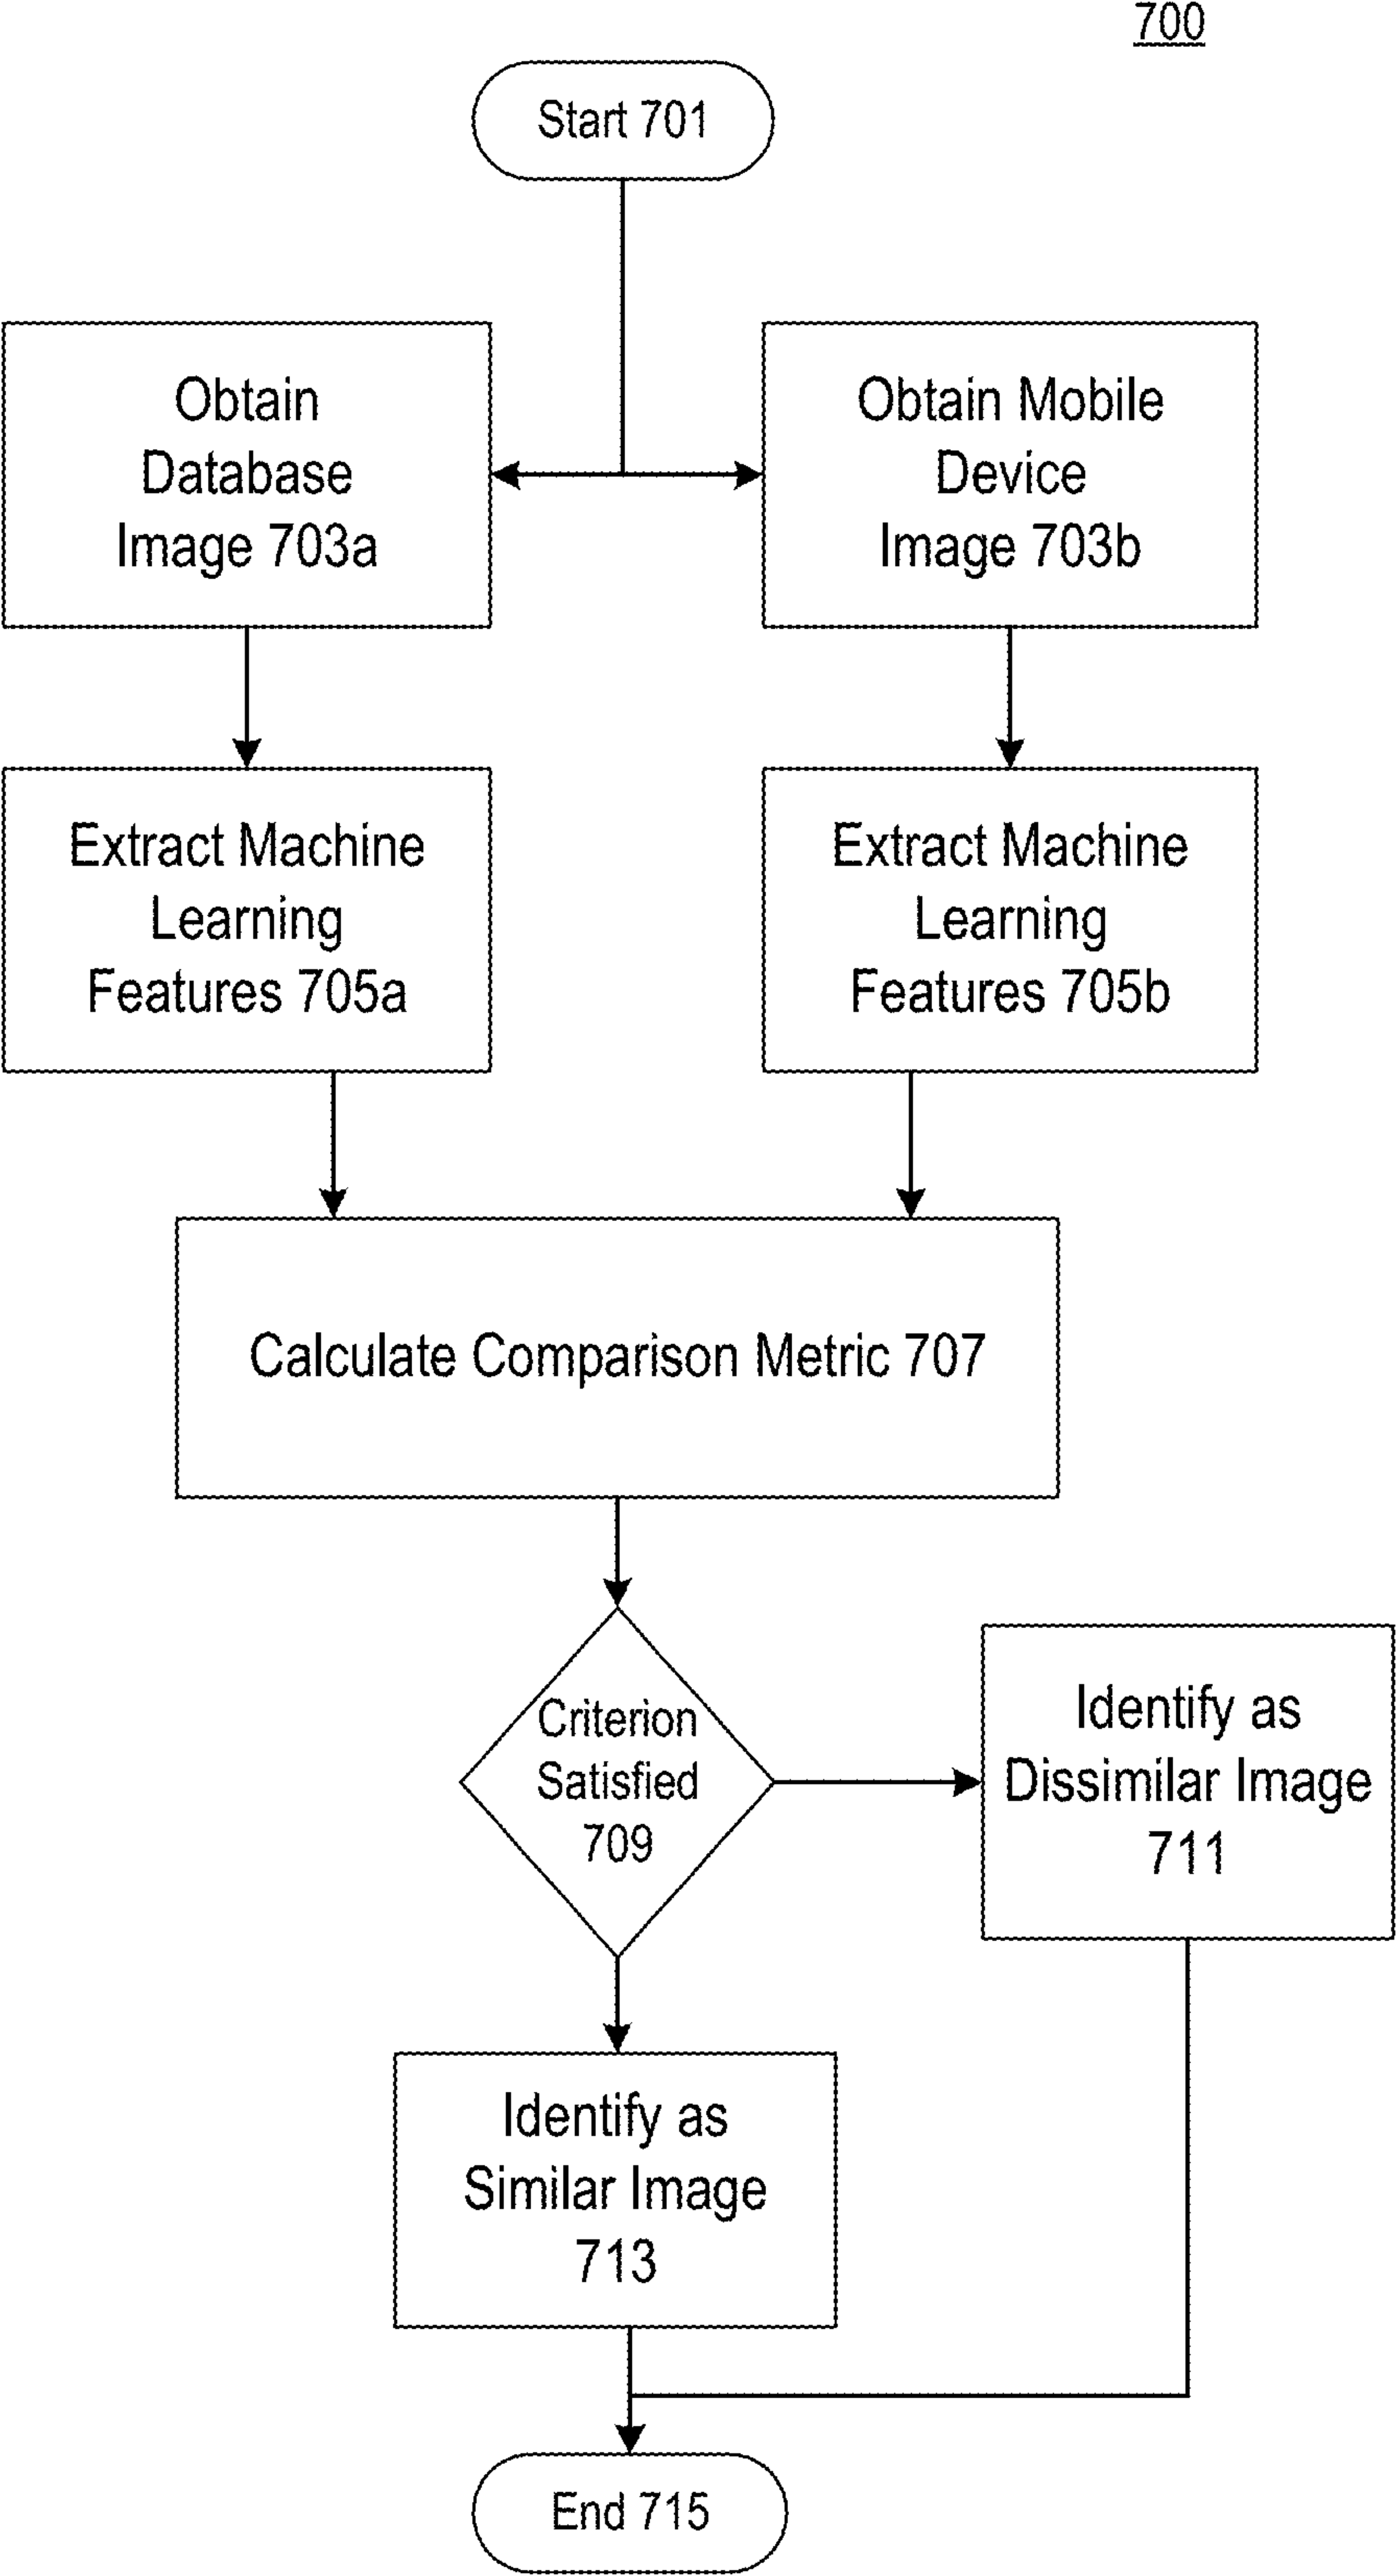 700
Start 701
Obtain
Database
Image 703a
Obtain Mobile
Device
Image 703b
Extract Machine
Learning
Features 705a
Extract Machine
Learning
Features 705b
Calculate Comparison Metric 707
Criterion
Satisfied
709
Identify as
Dissimilar Image
711
Identify as
Similar Image
713
End 715